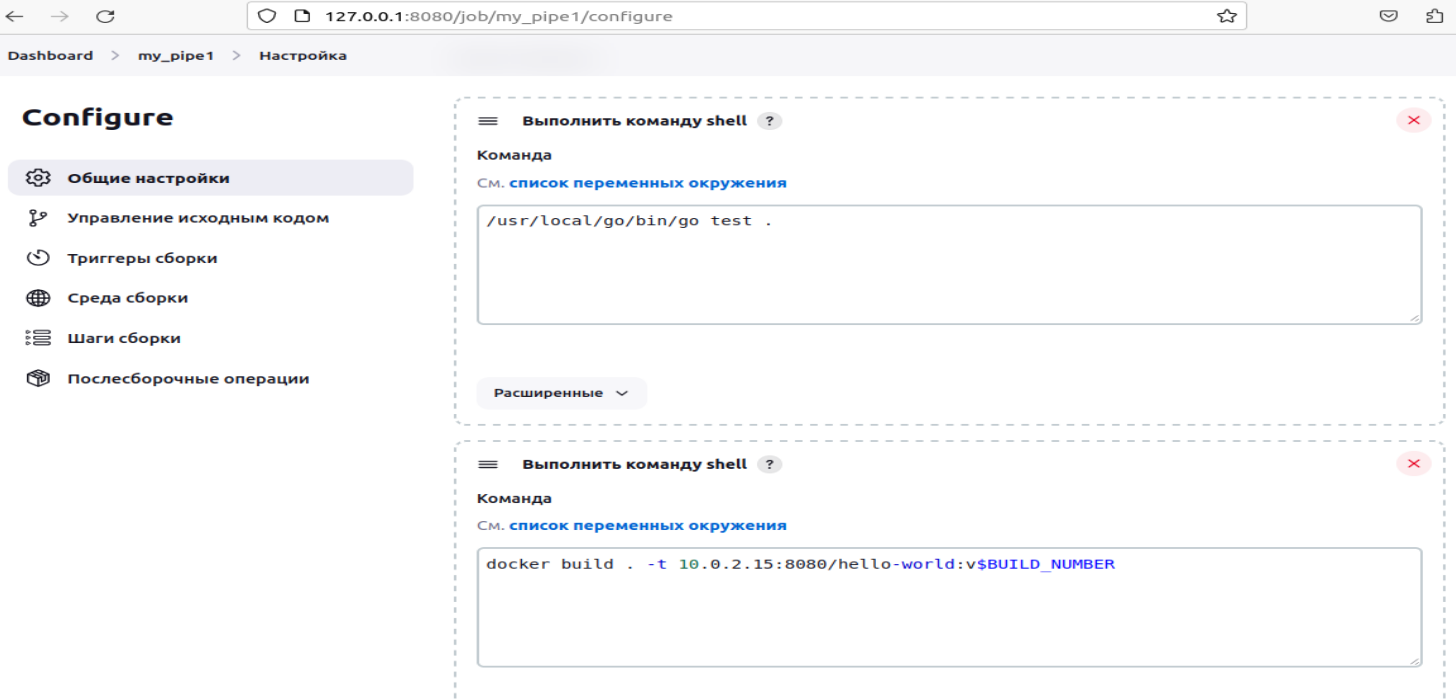 127.0.0.1:8080/job/my_pipe1/configure
Dashboard > my_pipe1 > Настройка
Configure
Общие настройки
Управление исходным кодом
Триггеры сборки
Среда сборки
Шаги сборки
Послесборочные операции
Выполнить команду shell ?
Команда
См. список переменных окружения
/usr/local/go/bin/go test .
Расширенные
Выполнить команду shell ?
Команда
См. список переменных окружения
docker build . -t 10.0.2.15:8080/hello-world:v$BUILD_NUMBER